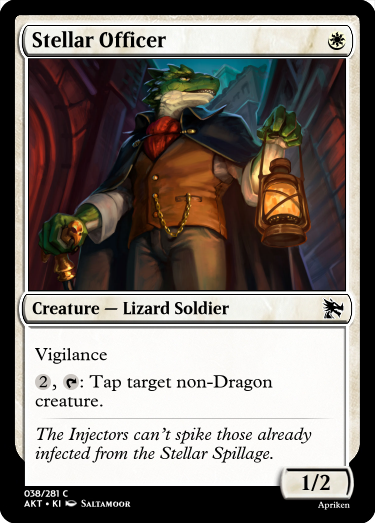 Stellar Officer
Creature — Lizard Soldier
Vigilance
2, : Tap target non-Dragon
creature.
The Injectors can't spike those already
infected from the Stellar Spillage.
1/2
038/281 C
AKT • KI Saltamoor
Apriken